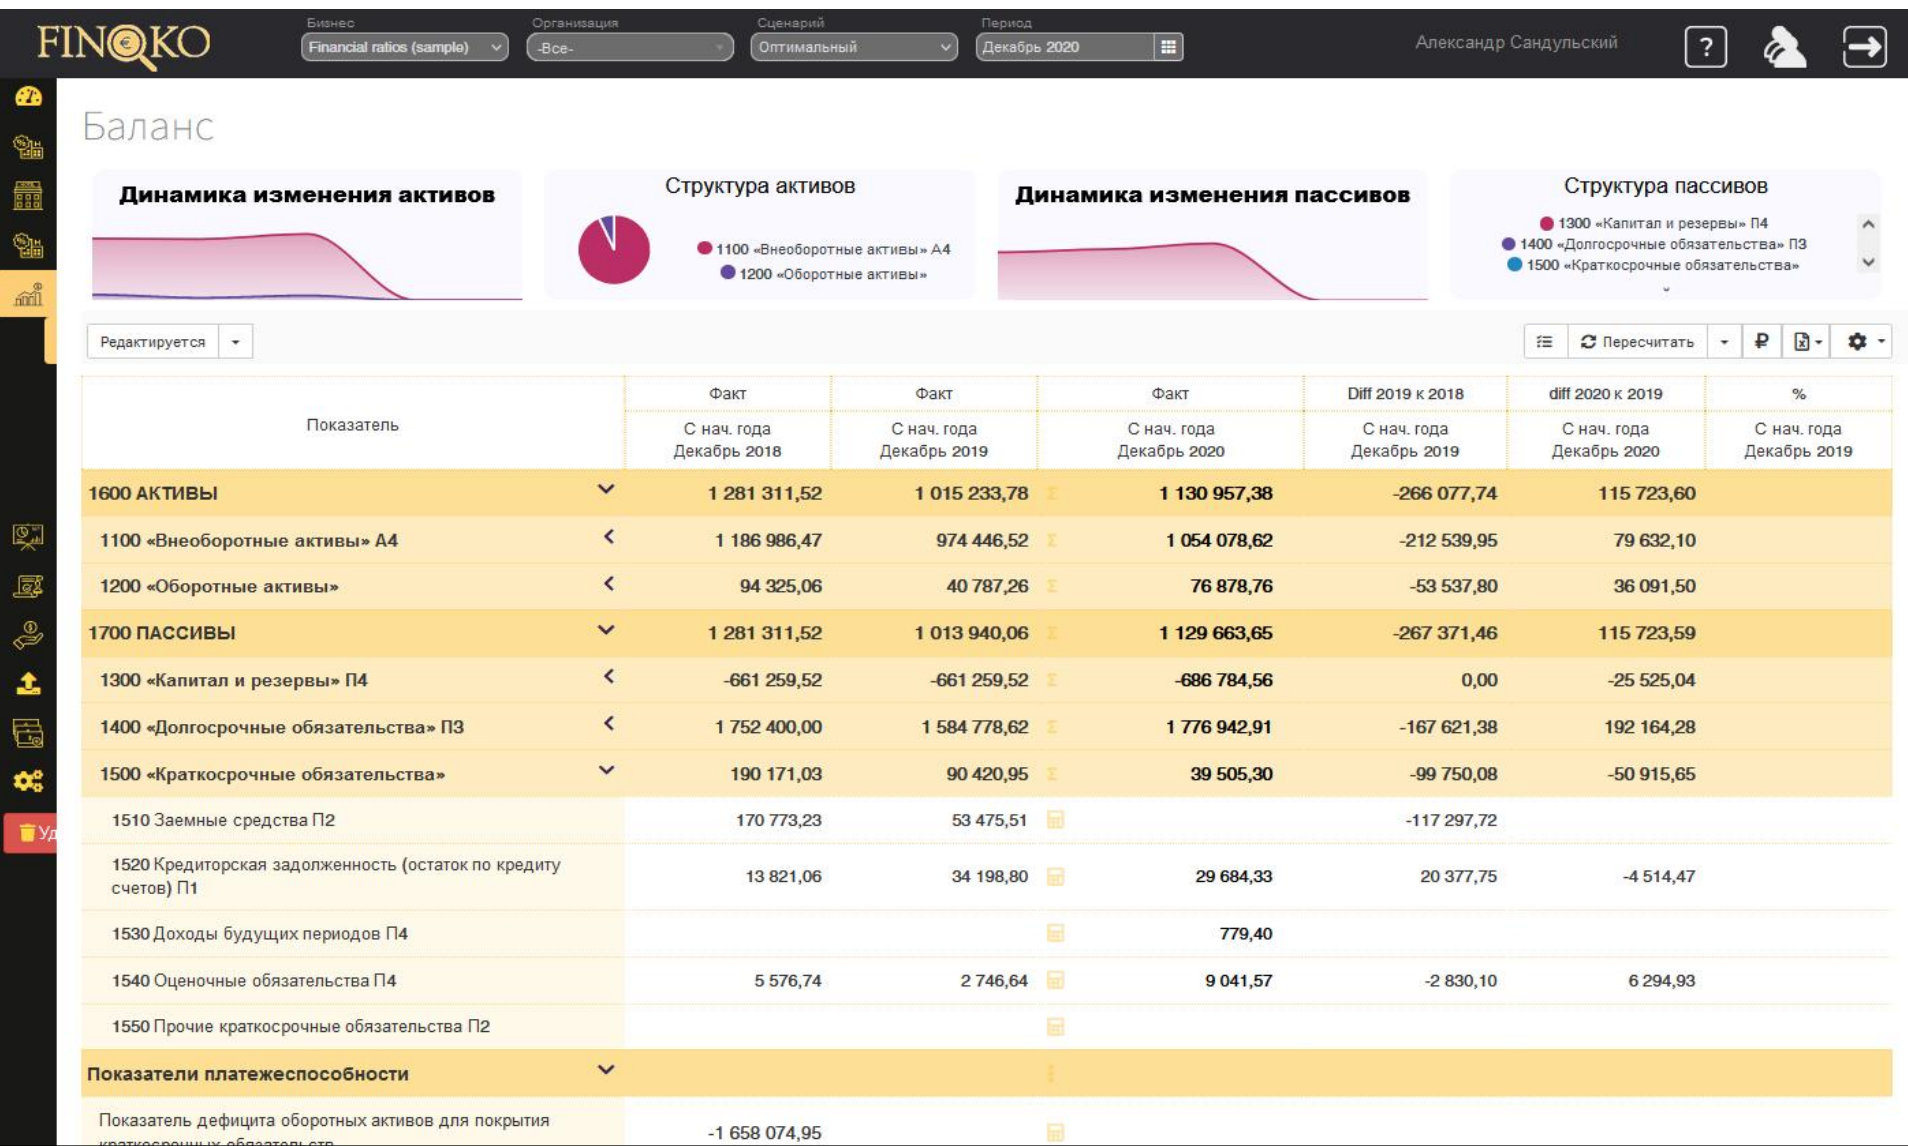 FINOKO
Бизнес
Financial ratios (sample)
Организация
-Все-
Сценарий
Оптимальный
Период
Декабрь 2020
Александр Сандульский
?
Баланс
Динамика изменения активов
Структура активов
1100 «Внеоборотные активы» А4
1200 «Оборотные активы»
Динамика изменения пассивов
Структура пассивов
1300 «Капитал и резервы» П4
1400 «Долгосрочные обязательства» П3
1500 «Краткосрочные обязательства»
Редактируется
Пересчитать ₽
Показатель
Факт Факт Факт Diff 2019 к 2018 diff 2020 к 2019 %
С нач. года С нач. года С нач. года С нач. года С нач. года С нач. года
Декабрь 2018 Декабрь 2019 Декабрь 2020 Декабрь 2019 Декабрь 2020 Декабрь 2019
1600 АКТИВЫ 1 281 311,52 1 015 233,78 Σ 1 130 957,38 -266 077,74 115 723,60
1100 «Внеоборотные активы» А4 1 186 986,47 974 446,52 Σ 1 054 078,62 -212 539,95 79 632,10
1200 «Оборотные активы» 94 325,06 40 787,26 Σ 76 878,76 -53 537,80 36 091,50
1700 ПАССИВЫ 1 281 311,52 1 013 940,06 Σ 1 129 663,65 -267 371,46 115 723,59
1300 «Капитал и резервы» П4 -661 259,52 -661 259,52 Σ -686 784,56 0,00 -25 525,04
1400 «Долгосрочные обязательства» П3 1 752 400,00 1 584 778,62 Σ 1 776 942,91 -167 621,38 192 164,28
1500 «Краткосрочные обязательства» 190 171,03 90 420,95 Σ 39 505,30 -99 750,08 -50 915,65
1510 Заемные средства П2 170 773,23 53 475,51 -117 297,72
1520 Кредиторская задолженность (остаток по кредиту
счетов) П1 13 821,06 34 198,80 29 684,33 20 377,75 -4 514,47
1530 Доходы будущих периодов П4 779,40
1540 Оценочные обязательства П4 5 576,74 2 746,64 9 041,57 -2 830,10 6 294,93
1550 Прочие краткосрочные обязательства П2
Показатели платежеспособности
Показатель дефицита оборотных активов для покрытия
краткосрочных обязательств -1 658 074,95
Уд